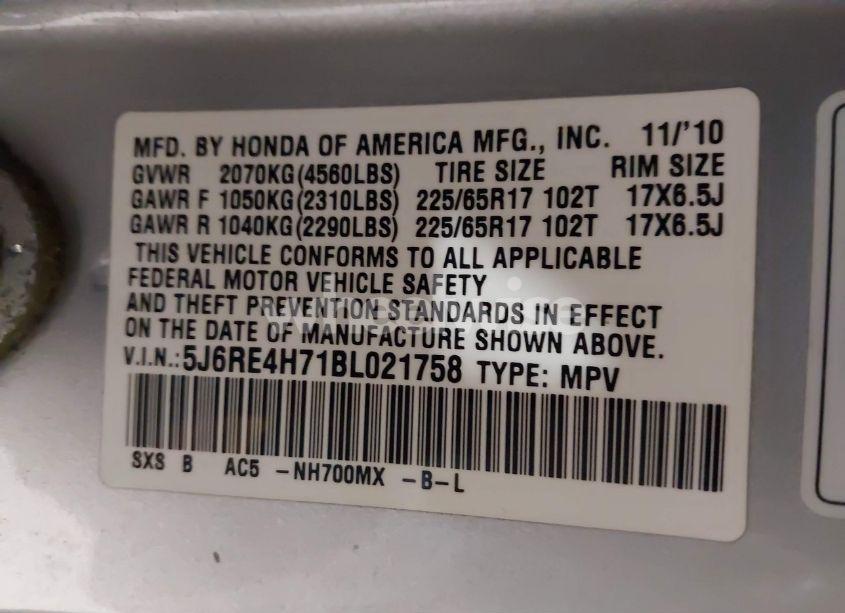 MFD. BY HONDA OF AMERICA MFG., INC. 11/'10
GVWR 2070KG(4560LBS) TIRE SIZE RIM SIZE
GAWR F 1050KG(2310LBS) 225/65R17 102T 17X6.5J
GAWR R 1040KG(2290LBS) 225/65R17 102T 17X6.5J
THIS VEHICLE CONFORMS TO ALL APPLICABLE
FEDERAL MOTOR VEHICLE SAFETY
AND THEFT PREVENTION STANDARDS IN EFFECT
ON THE DATE OF MANUFACTURE SHOWN ABOVE.
V.I.N.:5J6RE4H71BL021758 TYPE: MPV
SXS B AC5 -NH700MX -B-L